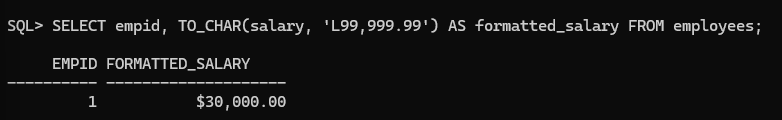 SQL> SELECT empid, TO_CHAR(salary, 'L99,999.99') AS formatted_salary FROM employees;
EMPID FORMATTED_SALARY
---------- --------------------
1 $30,000.00